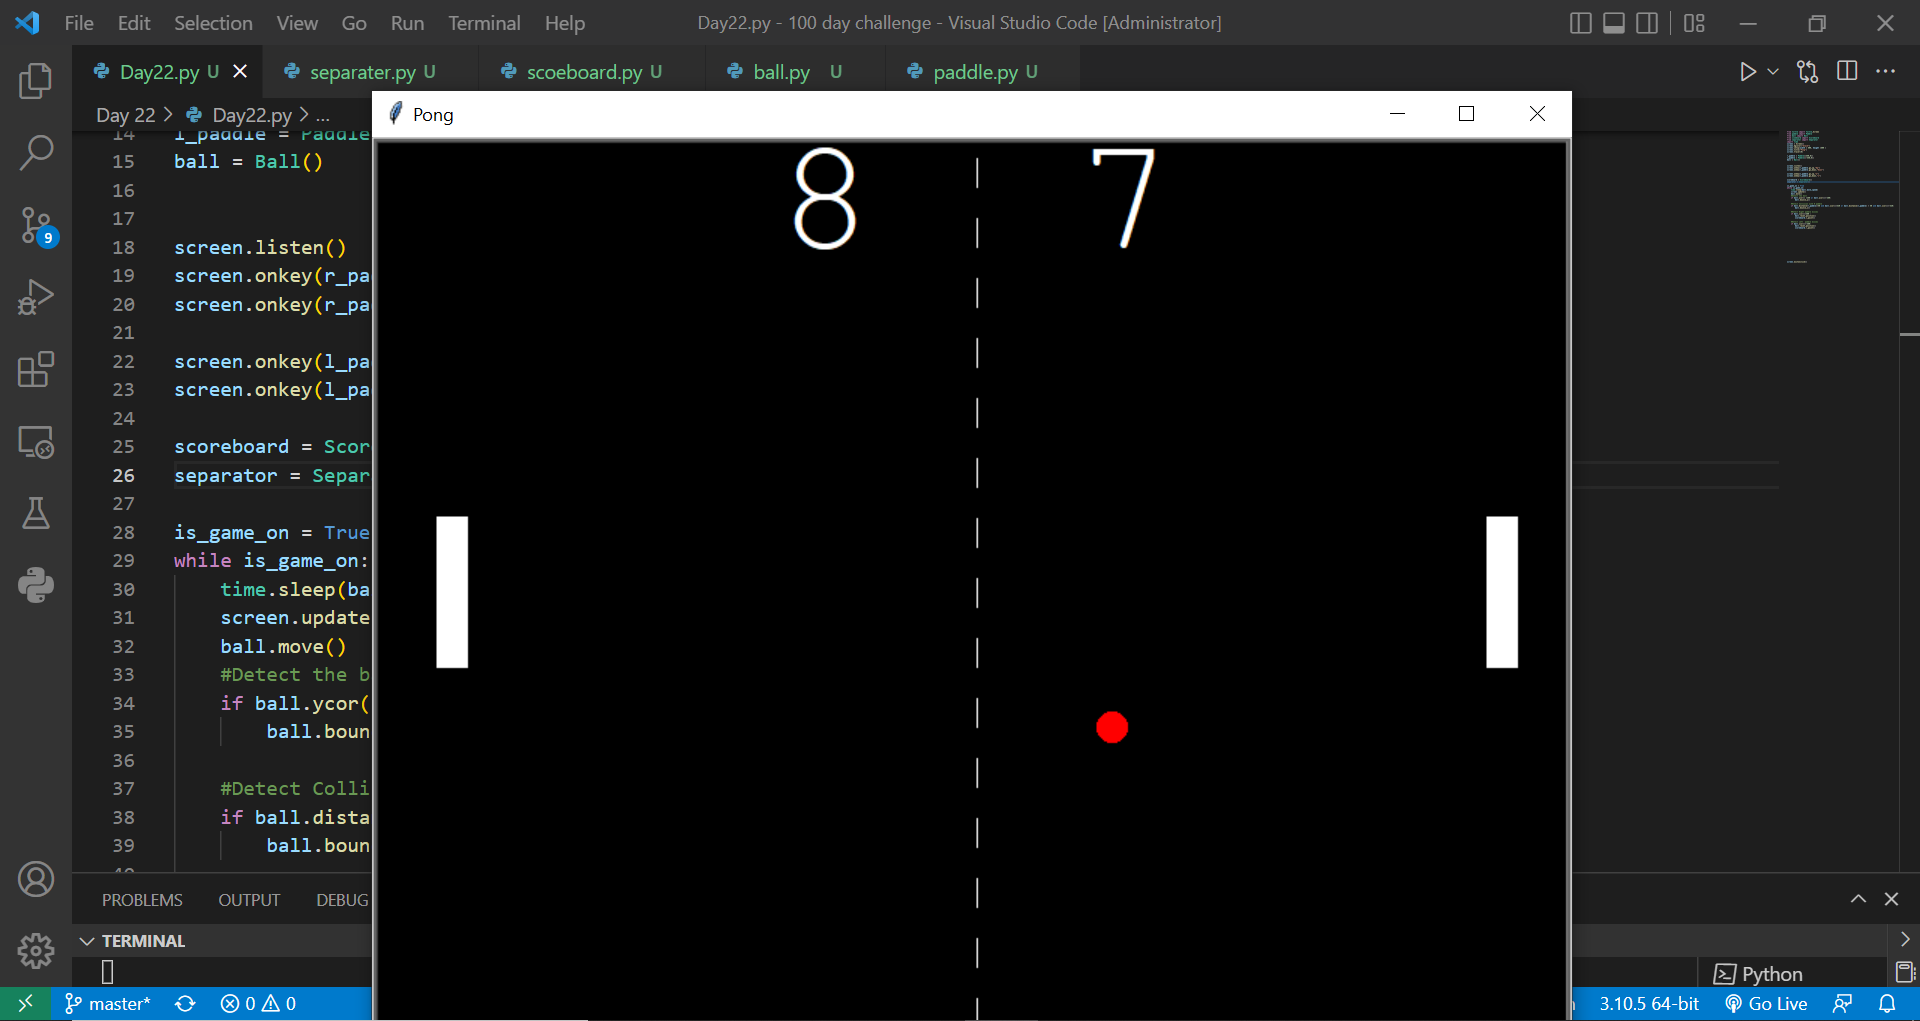 File Edit Selection View Go Run Terminal Help Day22.py - 100 day challenge - Visual Studio Code [Administrator]
Day22.py U separater.py U scoeboard.py U ball.py U paddle.py U
Day 22 > Day22.py > ...
Pong
8 7
14 l_paddle = Paddle
15 ball = Ball()
16
17
18 screen.listen()
19 screen.onkey(r_pa
20 screen.onkey(r_pa
21
22 screen.onkey(l_pa
23 screen.onkey(l_pa
24
25 scoreboard = Scor
26 separator = Separ
27
28 is_game_on = True
29 while is_game_on:
30 time.sleep(ba
31 screen.update
32 ball.move()
33 #Detect the b
34 if ball.ycor(
35 ball.boun
36
37 #Detect Colli
38 if ball.dista
39 ball.boun
9
PROBLEMS OUTPUT DEBUG
TERMINAL
Python
master* 0 0 3.10.5 64-bit Go Live